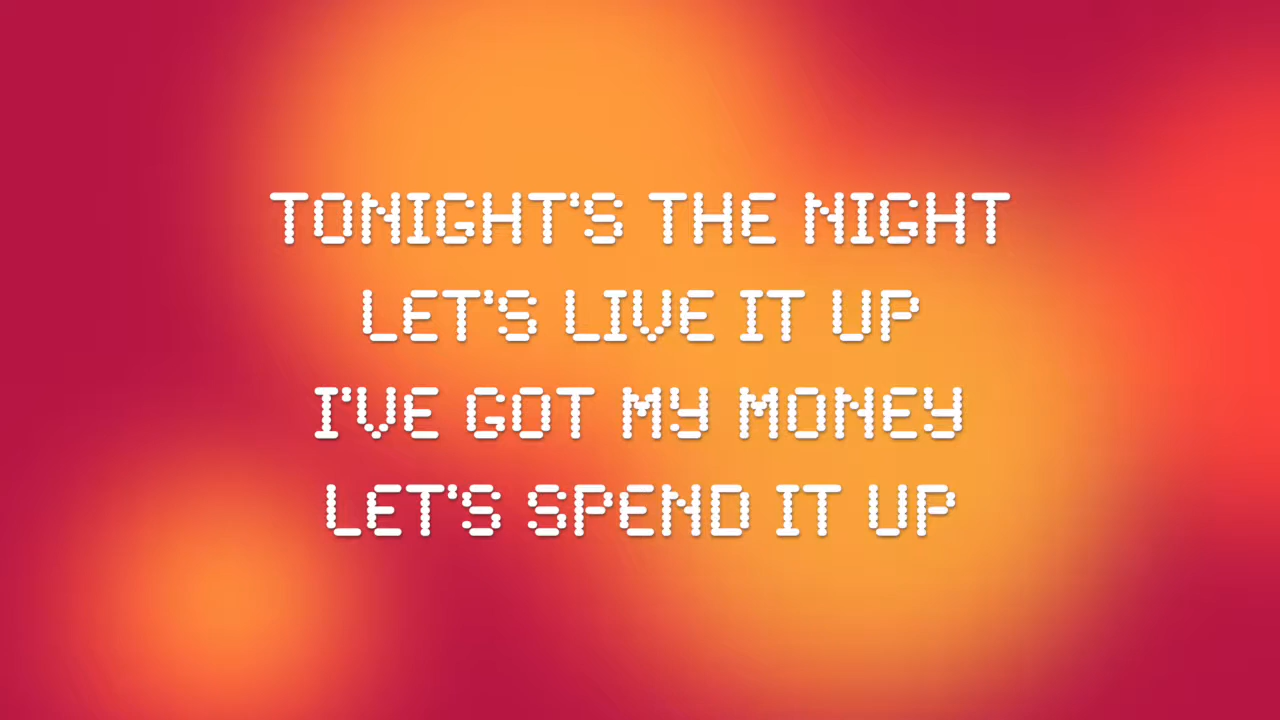 TONIGHT'S THE NIGHT
LET'S LIVE IT UP
I'VE GOT MY MONEY
LET'S SPEND IT UP